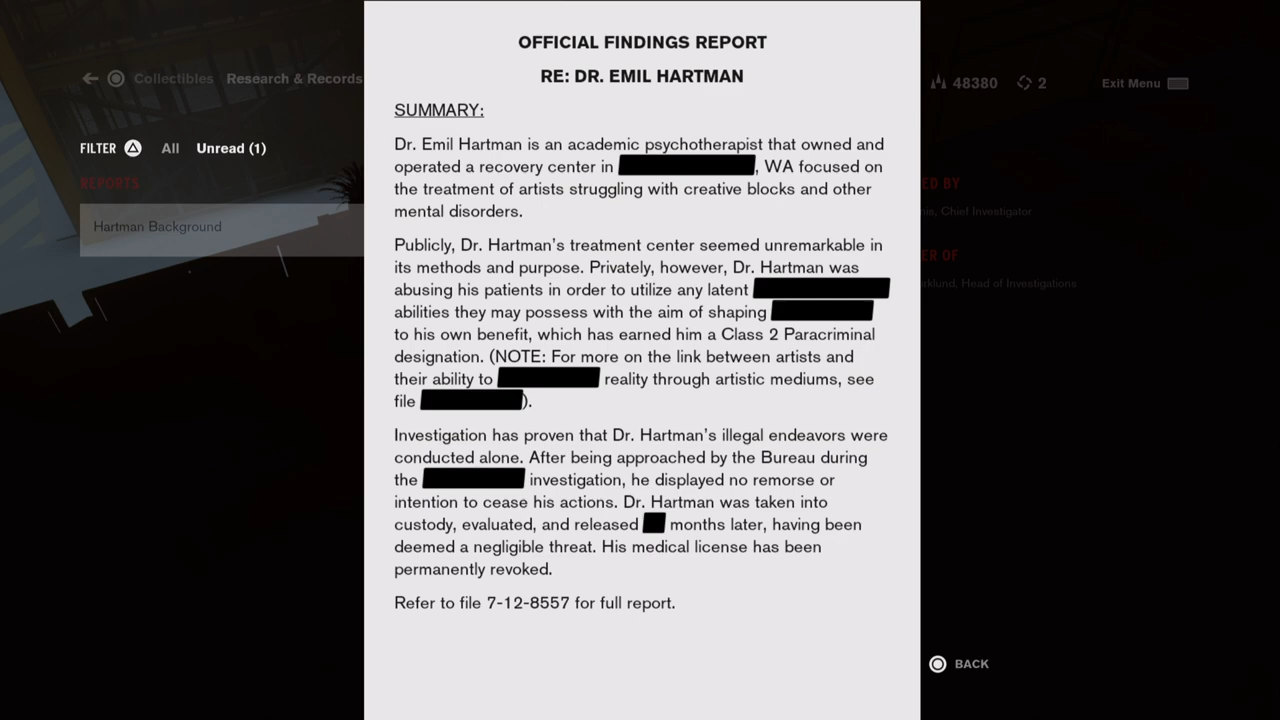 OFFICIAL FINDINGS REPORT
RE: DR. EMIL HARTMAN
Collectibles Research & Records
48380 2 Exit Menu
SUMMARY:
FILTER All Unread (1)
REPORTS
Hartman Background
Dr. Emil Hartman is an academic psychotherapist that owned and
operated a recovery center in , WA focused on
the treatment of artists struggling with creative blocks and other
mental disorders.
Publicly, Dr. Hartman's treatment center seemed unremarkable in
its methods and purpose. Privately, however, Dr. Hartman was
abusing his patients in order to utilize any latent
abilities they may possess with the aim of shaping
to his own benefit, which has earned him a Class 2 Paracriminal
designation. (NOTE: For more on the link between artists and
their ability to reality through artistic mediums, see
file ).
Investigation has proven that Dr. Hartman's illegal endeavors were
conducted alone. After being approached by the Bureau during
the investigation, he displayed no remorse or
intention to cease his actions. Dr. Hartman was taken into
custody, evaluated, and released months later, having been
deemed a negligible threat. His medical license has been
permanently revoked.
Refer to file 7-12-8557 for full report.
ED BY
Chief Investigator
ER OF
Head of Investigations
BACK